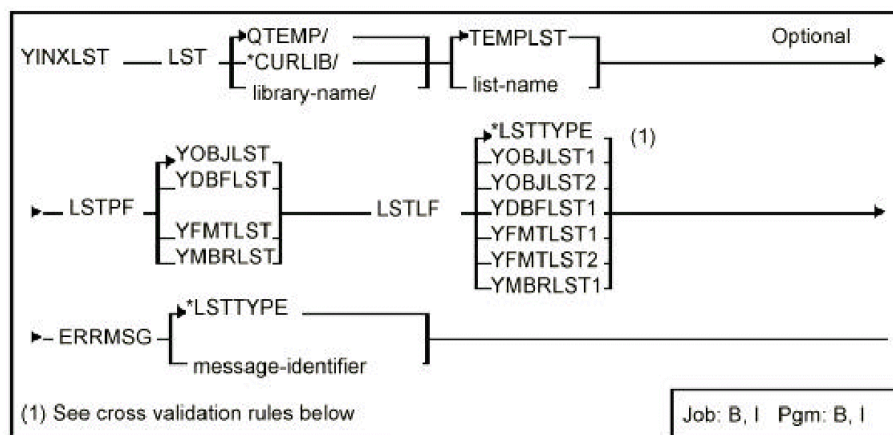 QTEMP/ TEMPLST Optional
YINXLST LST *CURLIB/
library-name/ list-name
*LSTTYPE (1)
YOBJLST YOBJLST1
YDBFLST YOBJLST2
LSTPF LSTLF YDBFLST1
YFMTLST YFMTLST1
YMBRLST YFMTLST2
YMBRLST1
*LSTTYPE
ERRMSG
message-identifier
(1) See cross validation rules below Job: B, I Pgm: B, I